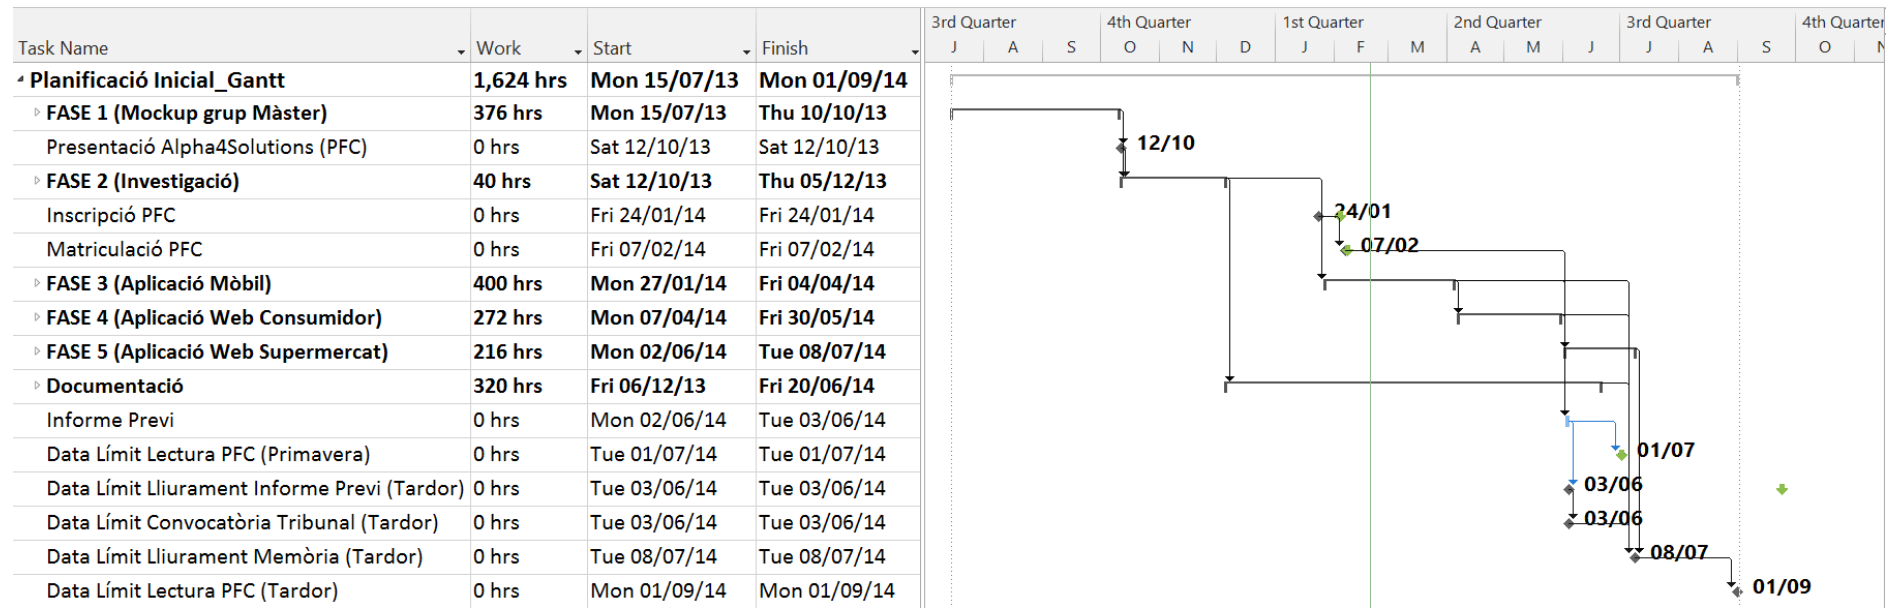 3rd Quarter 4th Quarter 1st Quarter 2nd Quarter 3rd Quarter 4th Quarter
Task Name Work Start Finish J A S O N D J F M A M J J A S O N
Planificació Inicial_Gantt 1,624 hrs Mon 15/07/13 Mon 01/09/14
FASE 1 (Mockup grup Màster) 376 hrs Mon 15/07/13 Thu 10/10/13
Presentació Alpha4Solutions (PFC) 0 hrs Sat 12/10/13 Sat 12/10/13 12/10
FASE 2 (Investigació) 40 hrs Sat 12/10/13 Thu 05/12/13
Inscripció PFC 0 hrs Fri 24/01/14 Fri 24/01/14 24/01
Matriculació PFC 0 hrs Fri 07/02/14 Fri 07/02/14 07/02
FASE 3 (Aplicació Mòbil) 400 hrs Mon 27/01/14 Fri 04/04/14
FASE 4 (Aplicació Web Consumidor) 272 hrs Mon 07/04/14 Fri 30/05/14
FASE 5 (Aplicació Web Supermercat) 216 hrs Mon 02/06/14 Tue 08/07/14
Documentació 320 hrs Fri 06/12/13 Fri 20/06/14
Informe Previ 0 hrs Mon 02/06/14 Tue 03/06/14
Data Límit Lectura PFC (Primavera) 0 hrs Tue 01/07/14 Tue 01/07/14 01/07
Data Límit Lliurament Informe Previ (Tardor) 0 hrs Tue 03/06/14 Tue 03/06/14 03/06
Data Límit Convocatòria Tribunal (Tardor) 0 hrs Tue 03/06/14 Tue 03/06/14 03/06
Data Límit Lliurament Memòria (Tardor) 0 hrs Tue 08/07/14 Tue 08/07/14 08/07
Data Límit Lectura PFC (Tardor) 0 hrs Mon 01/09/14 Mon 01/09/14 01/09